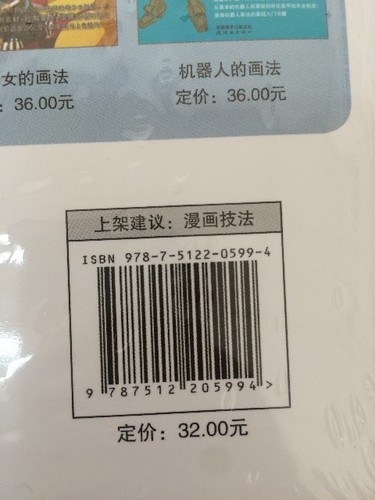 女的画法
机器人的画法
：36.00元
定价：36.00元
上架建议：漫画技法
ISBN 978-7-5122-0599-4
9 787512 205994>
定价：32.00元